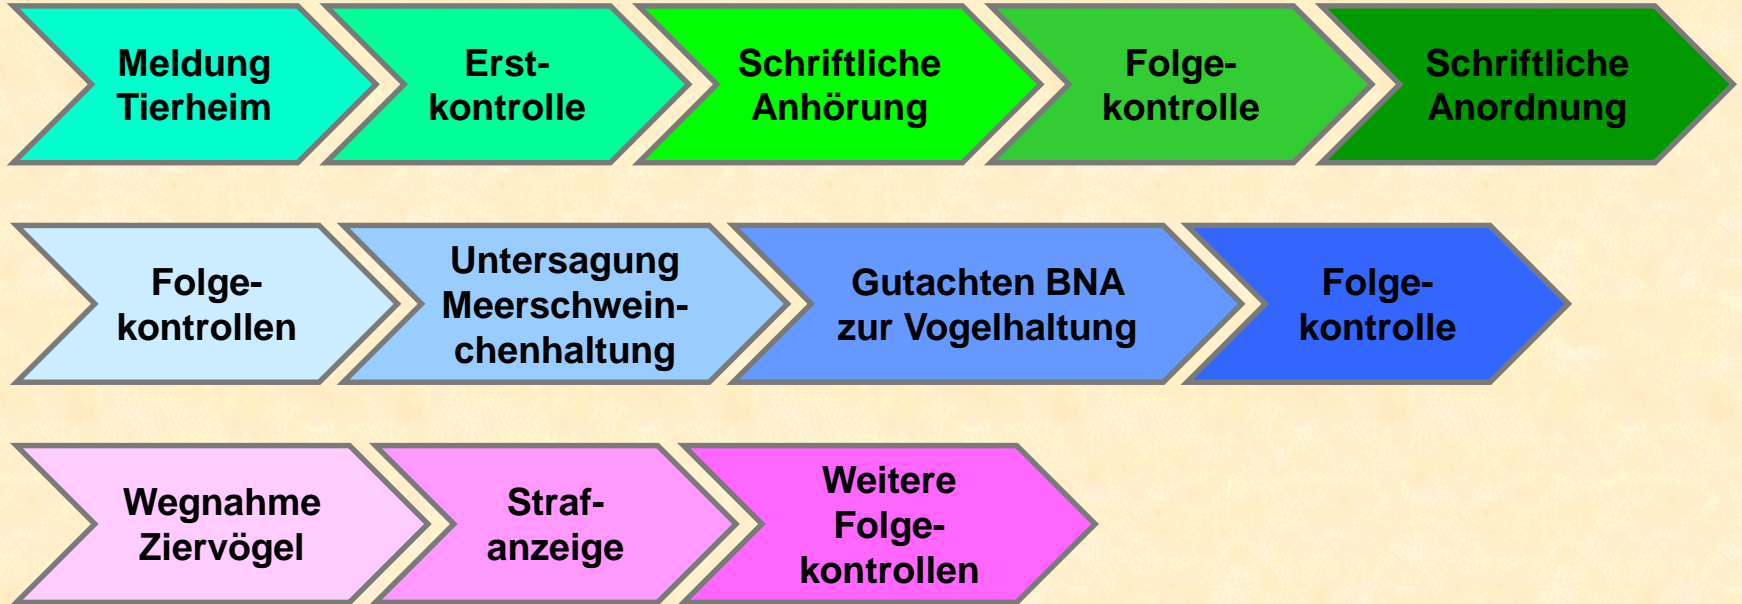 Meldung
Tierheim
Erst-
kontrolle
Schriftliche
Anhörung
Folge-
kontrolle
Schriftliche
Anordnung
Folge-
kontrollen
Untersagung
Meerschwein-
chenhaltung
Gutachten BNA
zur Vogelhaltung
Folge-
kontrolle
Wegnahme
Ziervögel
Straf-
anzeige
Weitere
Folge-
kontrollen